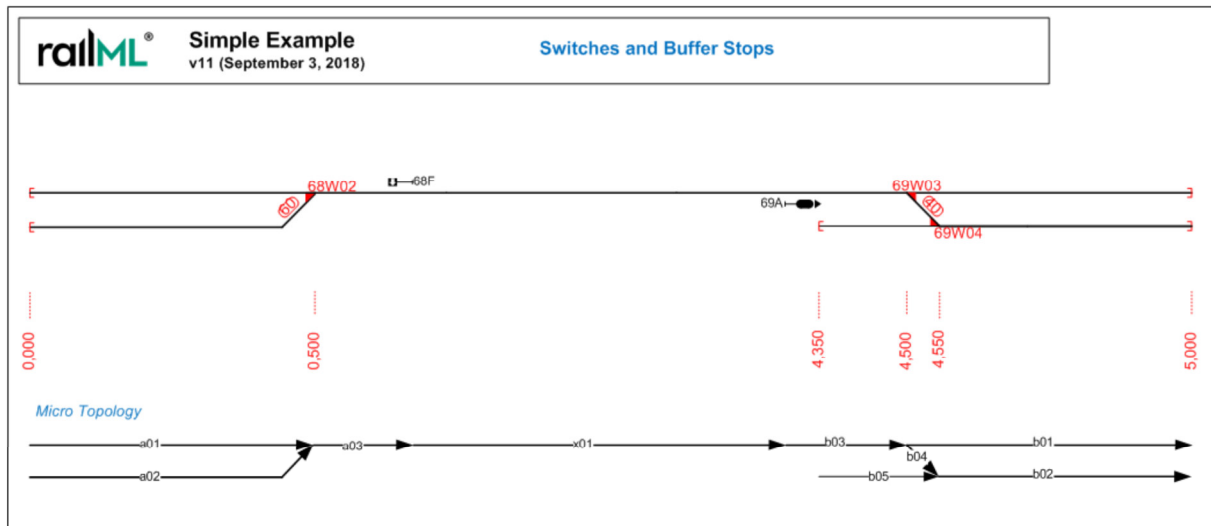 railML®
Simple Example
v11 (September 3, 2018)
Switches and Buffer Stops
68W02
68F
69A
69W03
(60)
(40)
69W04
0,000
0,500
4,350
4,500
4,550
5,000
Micro Topology
a01
a03
x01
b03
b01
b04
a02
b05
b02